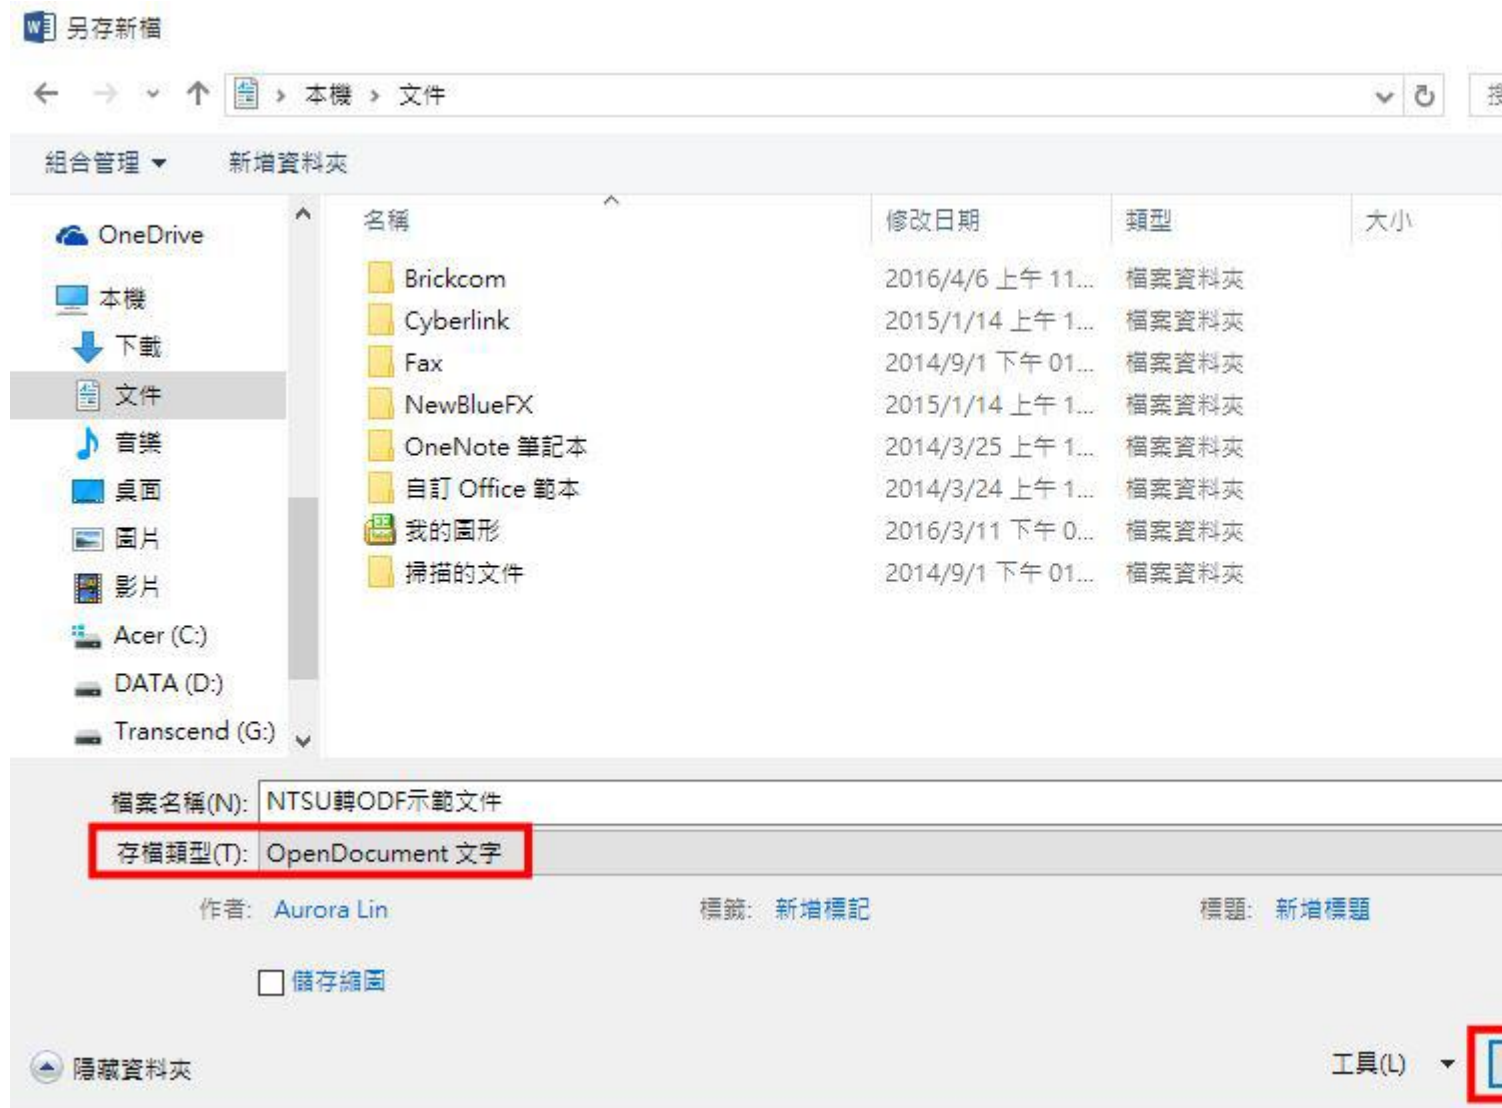 另存新檔
本機 › 文件
組合管理 新增資料夾
名稱 修改日期 類型 大小
OneDrive
本機
下載
文件
音樂
桌面
圖片
影片
Acer (C:)
DATA (D:)
Transcend (G:)
Brickcom 2016/4/6 上午 11... 檔案資料夾
Cyberlink 2015/1/14 上午 1... 檔案資料夾
Fax 2014/9/1 下午 01... 檔案資料夾
NewBlueFX 2015/1/14 上午 1... 檔案資料夾
OneNote 筆記本 2014/3/25 上午 1... 檔案資料夾
自訂 Office 範本 2014/3/24 上午 1... 檔案資料夾
我的圖形 2016/3/11 下午 0... 檔案資料夾
掃描的文件 2014/9/1 下午 01... 檔案資料夾
檔案名稱(N): NTSU轉ODF示範文件
存檔類型(T): OpenDocument 文字
作者: Aurora Lin 標籤: 新增標記 標題: 新增標題
儲存縮圖
隱藏資料夾 工具(L)